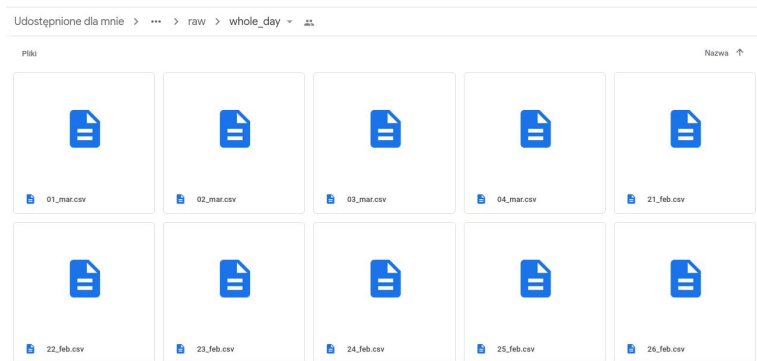 Udostępnione dla mnie > ••• > raw > whole_day
Pliki Nazwa ↑
01_mar.csv 02_mar.csv 03_mar.csv 04_mar.csv 21_feb.csv
22_feb.csv 23_feb.csv 24_feb.csv 25_feb.csv 26_feb.csv